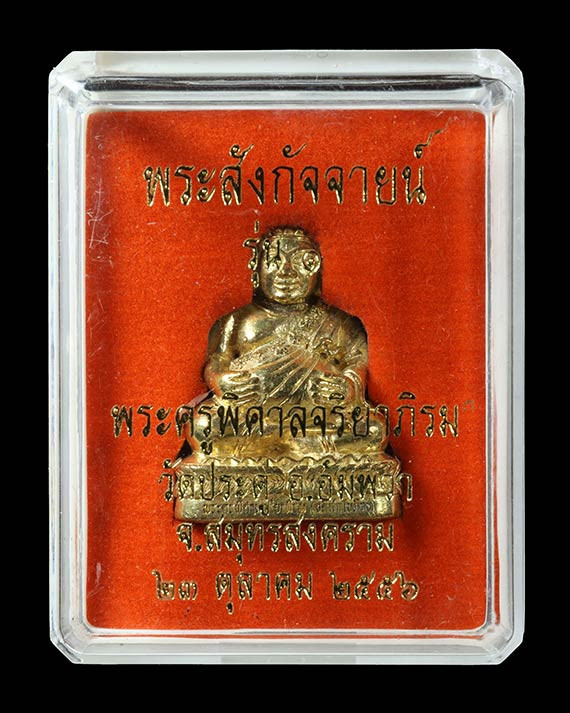 พระสังกัจจายน์
รุ่น ๑
พระครูพิศาลจริยาภิรม
วัดประดู่ อ.อัมพวา
จ.สมุทรสงคราม
๒๓ ตุลาคม ๒๕๕๖